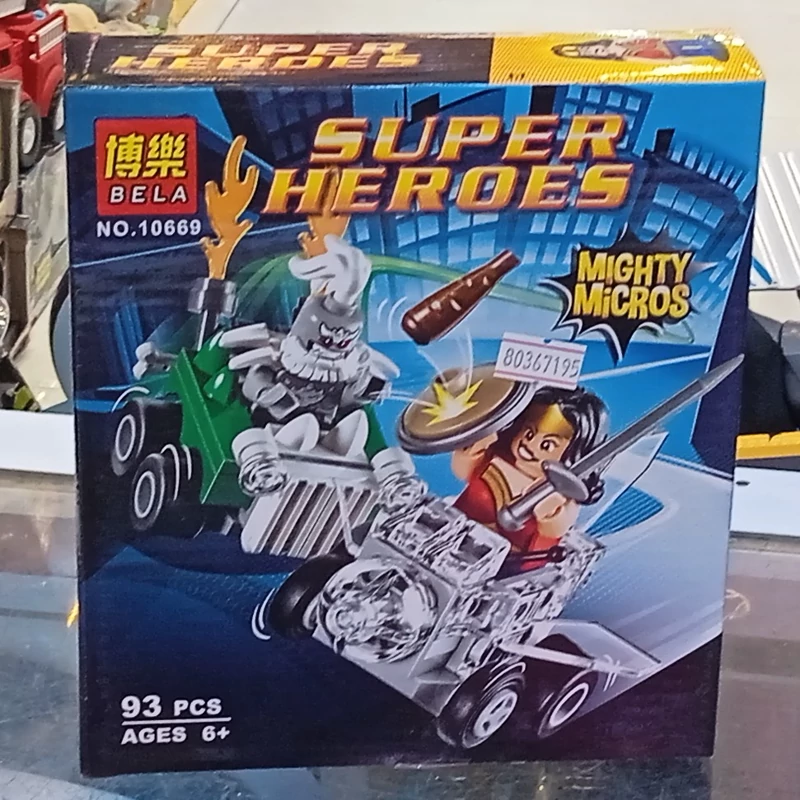 SUPER
HEROES
博樂
BELA
NO.10669
SUPER
HEROES
MIGHTY
MICROS
80367195
93 PCS
AGES 6+